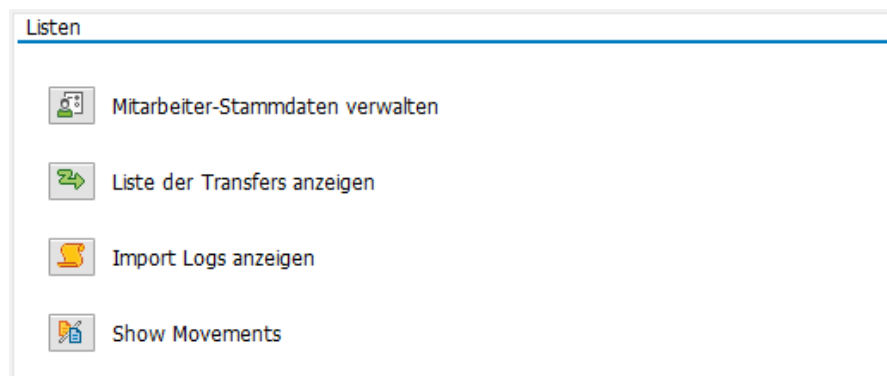 Listen
Mitarbeiter-Stammdaten verwalten
Liste der Transfers anzeigen
Import Logs anzeigen
Show Movements